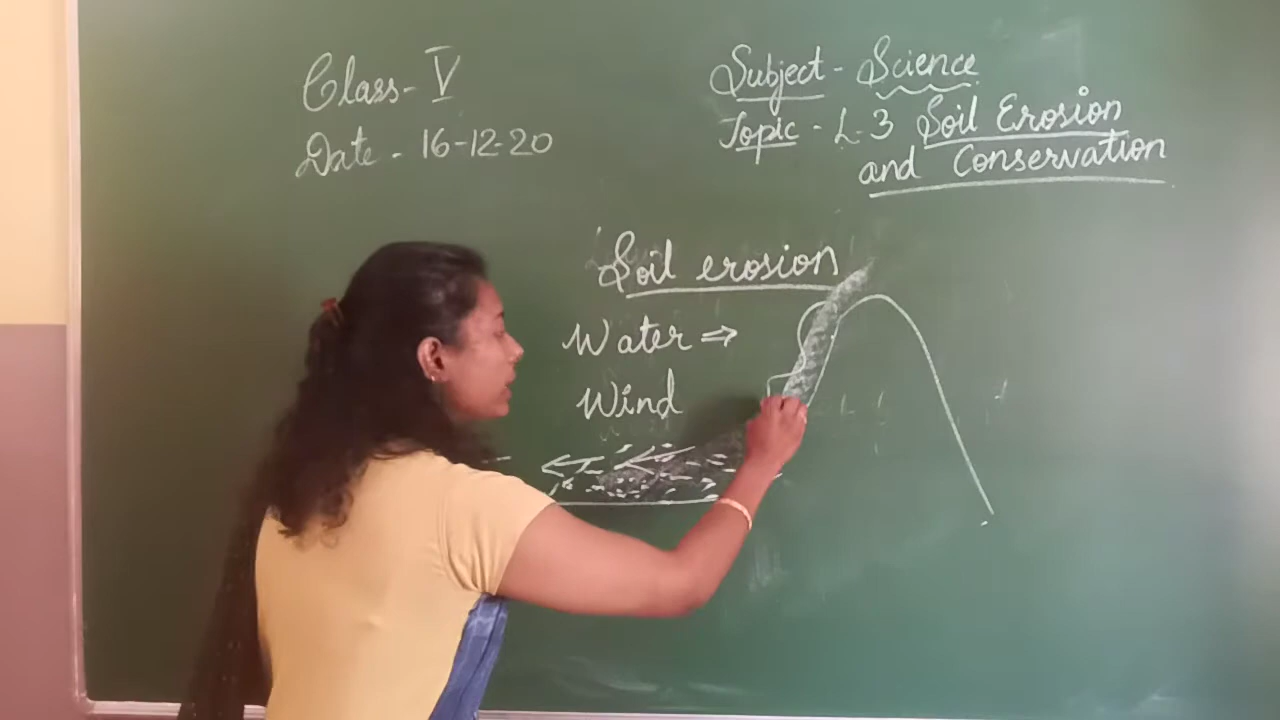 Class - V
Date - 16-12-20
Subject - Science
Topic - L-3 Soil Erosion
and Conservation
Soil erosion
Water ⇒
Wind